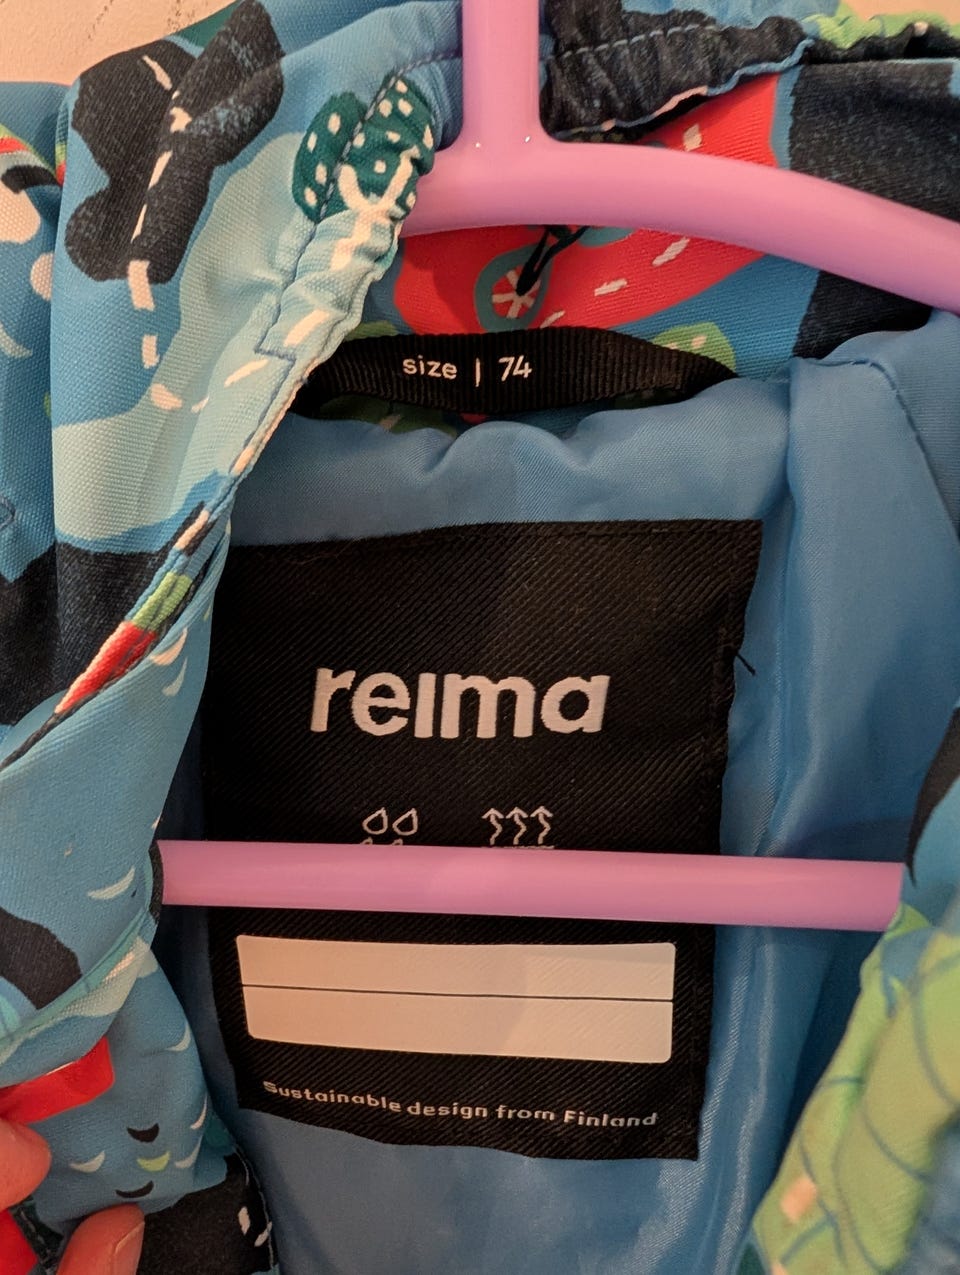 size | 74
reima
Sustainable design from Finland